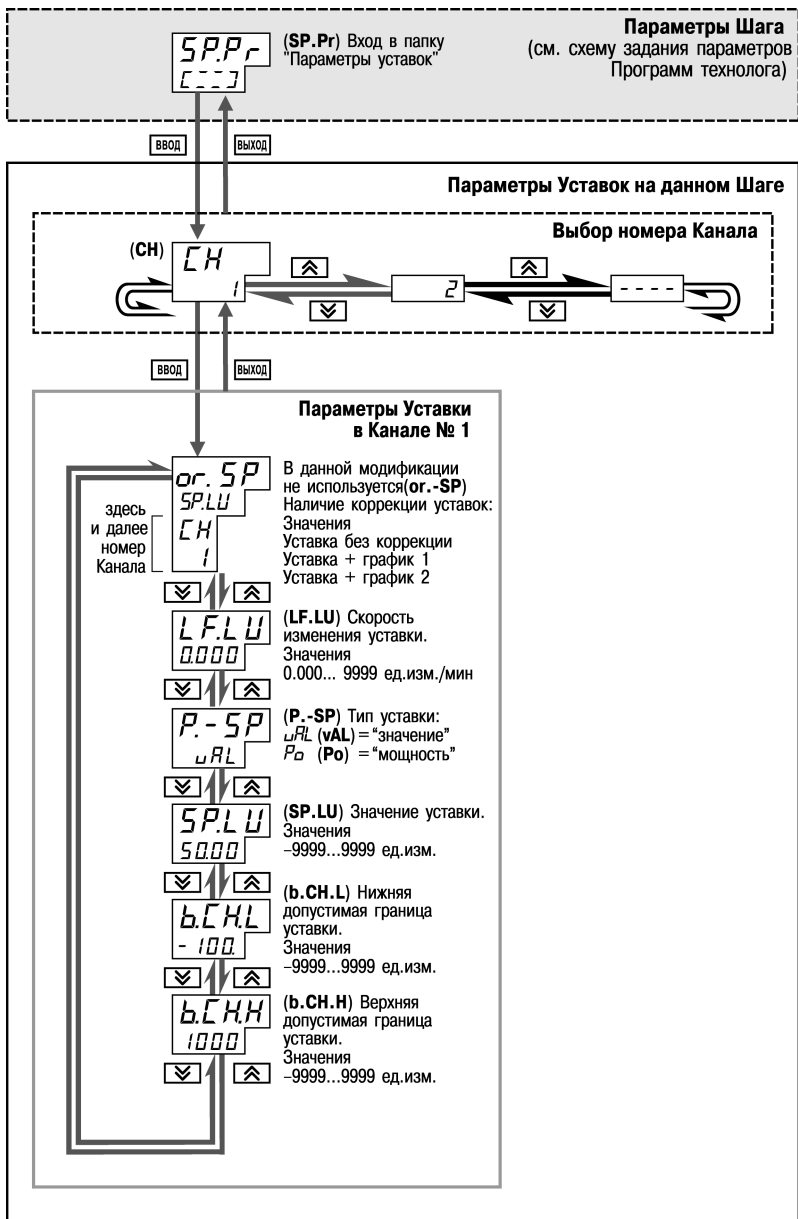 Параметры Шага
(см. схему задания параметров
Программ технолога)
SP.Pr
[---]
(SP.Pr) Вход в папку
"Параметры уставок"
ВВОД
ВЫХОД
Параметры Уставок на данном Шаге
Выбор номера Канала
(CH)
CH
1
2
----
ВВОД
ВЫХОД
Параметры Уставки
в Канале № 1
or. SP
SP.LU
CH
1
здесь
и далее
номер
Канала
В данной модификации
не используется(or.-SP)
Наличие коррекции уставок:
Значения
Уставка без коррекции
Уставка + график 1
Уставка + график 2
LF.LU
0.000
(LF.LU) Скорость
изменения уставки.
Значения
0.000... 9999 ед.изм./мин
P.-SP
uAL
(P.-SP) Тип уставки:
uAL (vAL) = “значение”
Po (Po) = “мощность”
SP.LU
50.00
(SP.LU) Значение уставки.
Значения
–9999...9999 ед.изм.
b.CH.L
- 100.
(b.CH.L) Нижняя
допустимая граница
уставки.
Значения
–9999...9999 ед.изм.
b.CH.H
1000
(b.CH.H) Верхняя
допустимая граница
уставки.
Значения
–9999...9999 ед.изм.